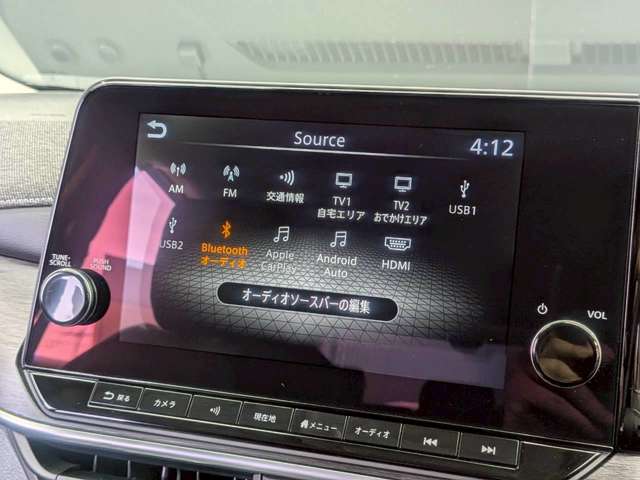 Source
4:12
AM
FM
交通情報
TV1
自宅エリア
TV2
おでかけエリア
USB1
USB2
Bluetooth
オーディオ
Apple
CarPlay
Android
Auto
HDMI
オーディオソースバーの編集
TUNE·
SCROLL
PUSH
SOUND
VOL
戻る
カメラ
現在地
メニュー
オーディオ